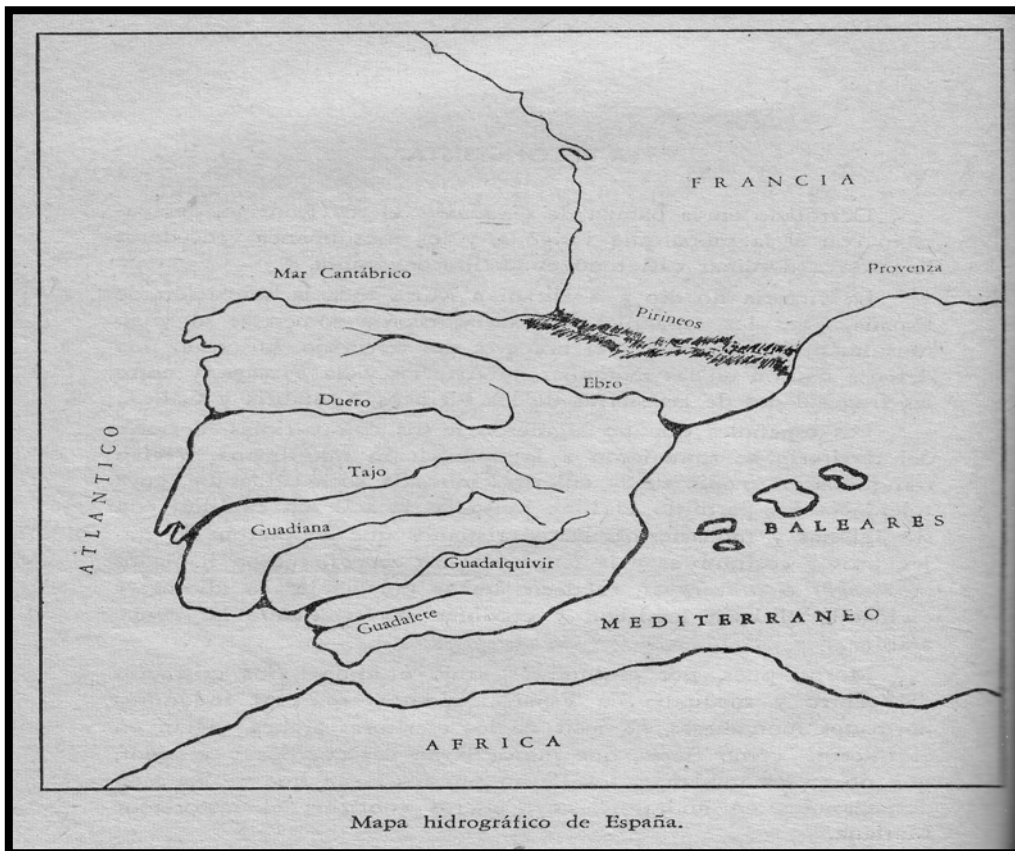 FRANCIA
Mar Cantábrico
Provenza
Pirineos
Ebro
Duero
ATLANTICO
Tajo
Guadiana
BALEARES
Guadalquivir
Guadalete
MEDITERRANEO
AFRICA
Mapa hidrográfico de España.